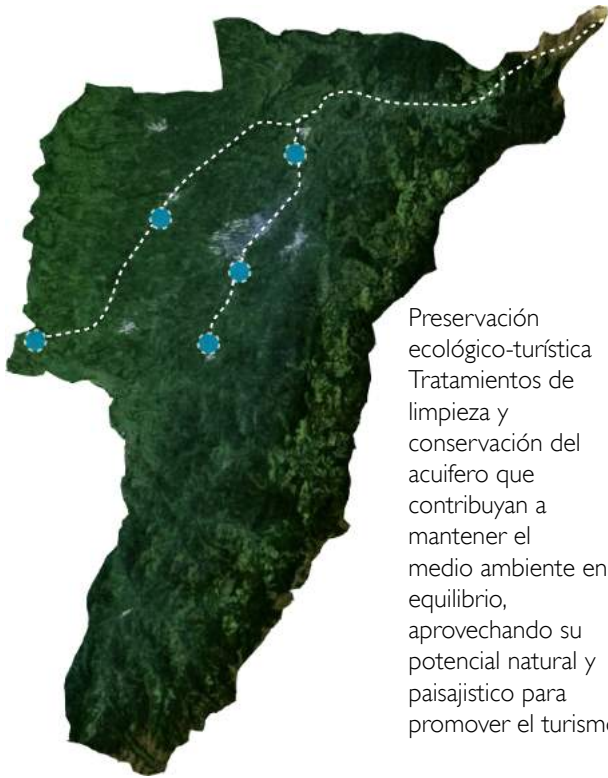 Preservación
ecológico-turística
Tratamientos de
limpieza y
conservación del
acuifero que
contribuyan a
mantener el
medio ambiente en
equilibrio,
aprovechando su
potencial natural y
paisajistico para
promover el turismo